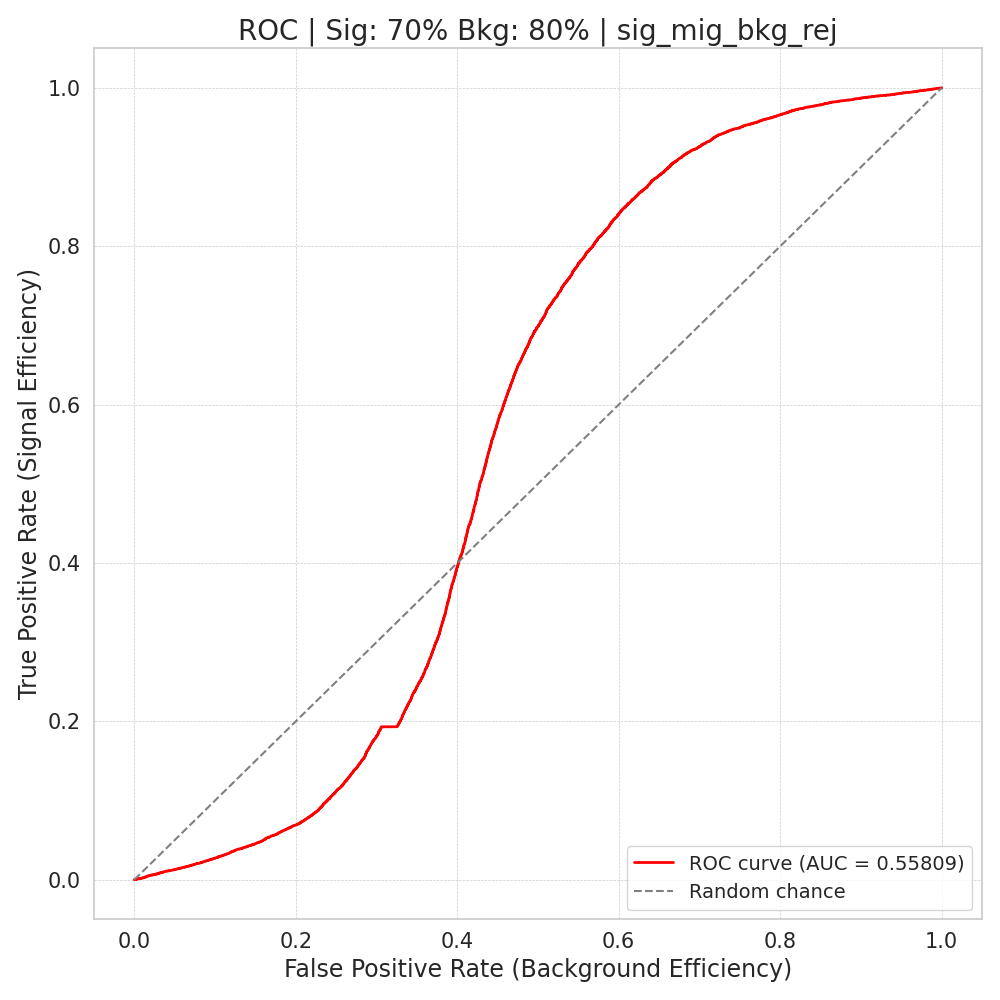 ROC | Sig: 70% Bkg: 80% | sig_mig_bkg_rej
True Positive Rate (Signal Efficiency)
1.0
0.8
0.6
0.4
0.2
0.0
ROC curve (AUC = 0.55809)
Random chance
0.0 0.2 0.4 0.6 0.8 1.0
False Positive Rate (Background Efficiency)